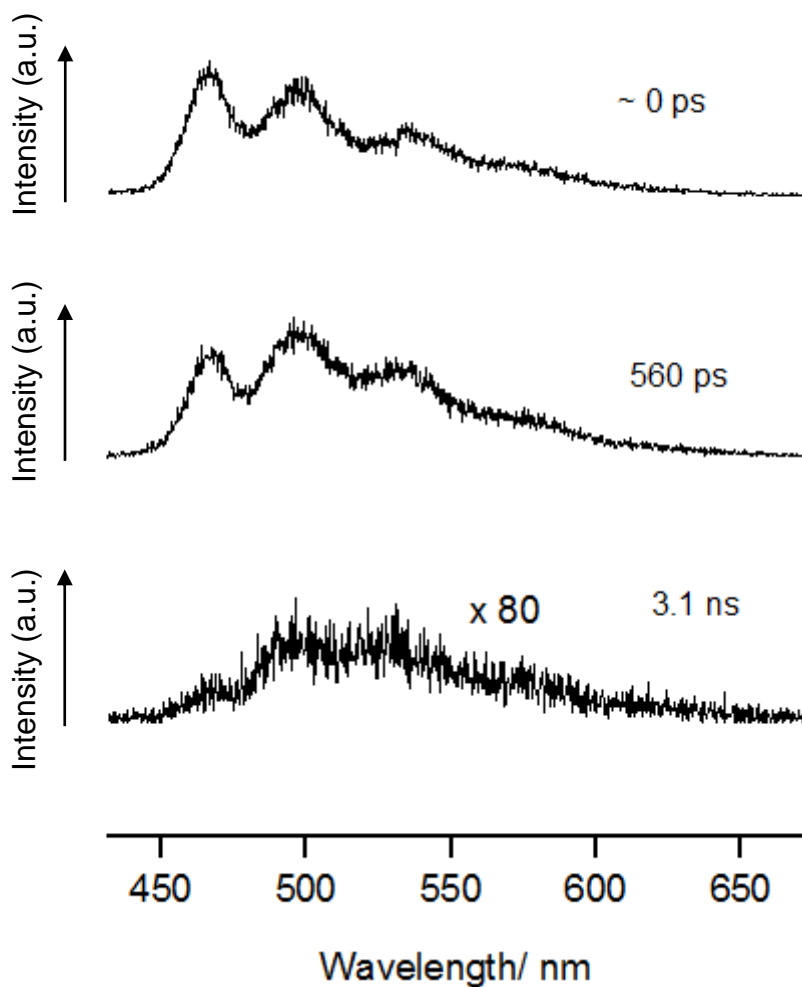 Intensity (a.u.)
~ 0 ps
Intensity (a.u.)
560 ps
Intensity (a.u.)
x 80
3.1 ns
450 500 550 600 650
Wavelength/ nm